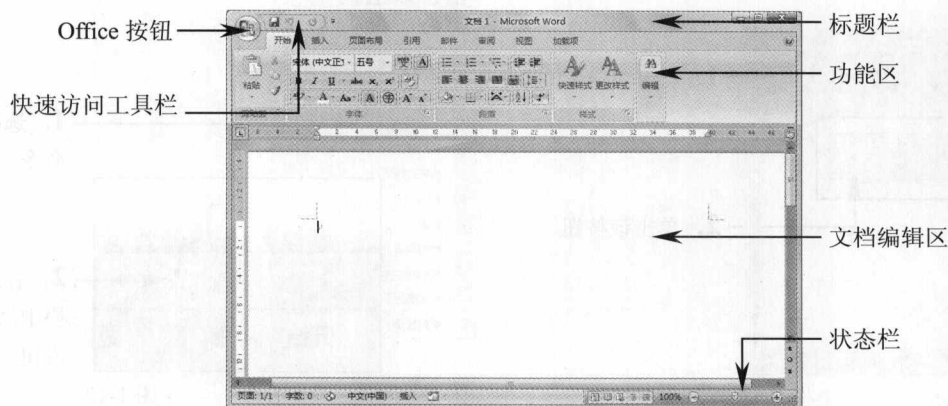 文档 1 - Microsoft Word
标题栏
Office 按钮
开始 插入 页面布局 引用 邮件 审阅 视图 加载项
功能区
宋体 (中文正 五号
粘贴
快速样式 更改样式 编辑
快速访问工具栏
剪贴板 字体 段落 样式
文档编辑区
状态栏
页面: 1/1 字数: 0 中文(中国) 插入 100%